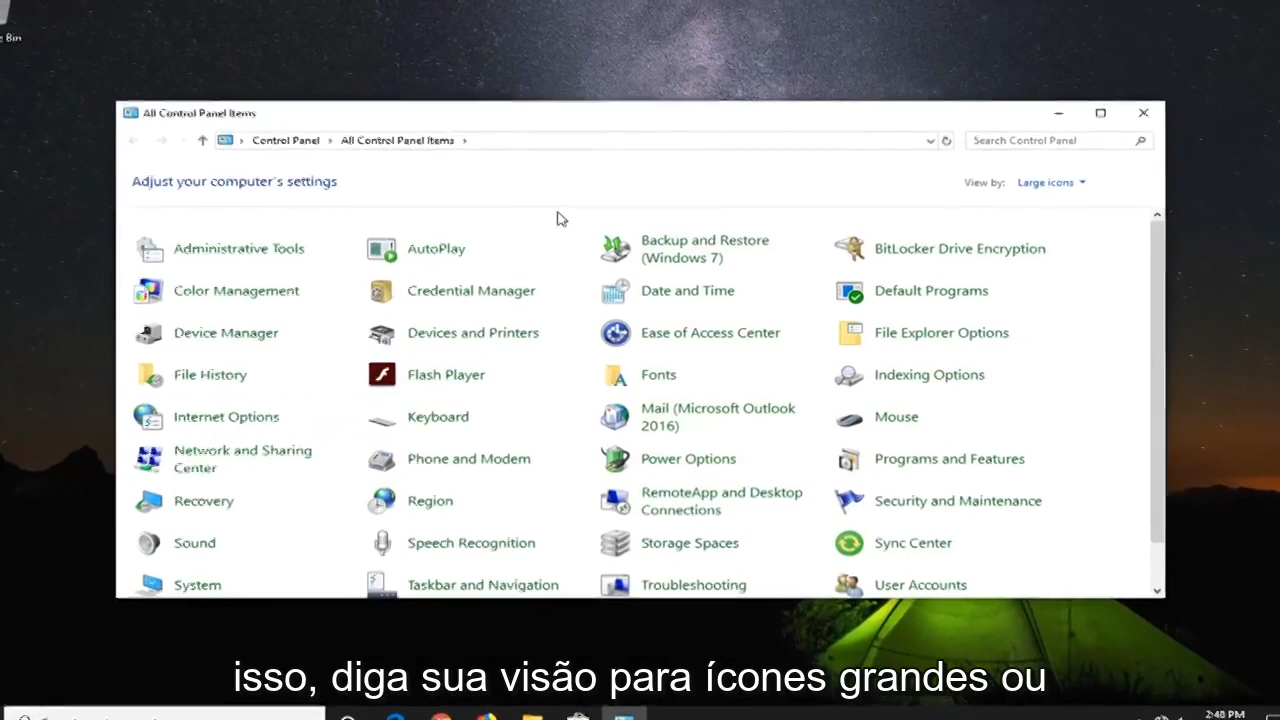 Bin
All Control Panel Items
Control Panel > All Control Panel Items >
Search Control Panel
Adjust your computer's settings
View by: Large icons
Administrative Tools
AutoPlay
Backup and Restore
(Windows 7)
BitLocker Drive Encryption
Color Management
Credential Manager
Date and Time
Default Programs
Device Manager
Devices and Printers
Ease of Access Center
File Explorer Options
File History
Flash Player
Fonts
Indexing Options
Internet Options
Keyboard
Mail (Microsoft Outlook
2016)
Mouse
Network and Sharing
Center
Phone and Modem
Power Options
Programs and Features
Recovery
Region
RemoteApp and Desktop
Connections
Security and Maintenance
Sound
Speech Recognition
Storage Spaces
Sync Center
System
Taskbar and Navigation
Troubleshooting
User Accounts
isso, diga sua visão para ícones grandes ou
2:48 PM